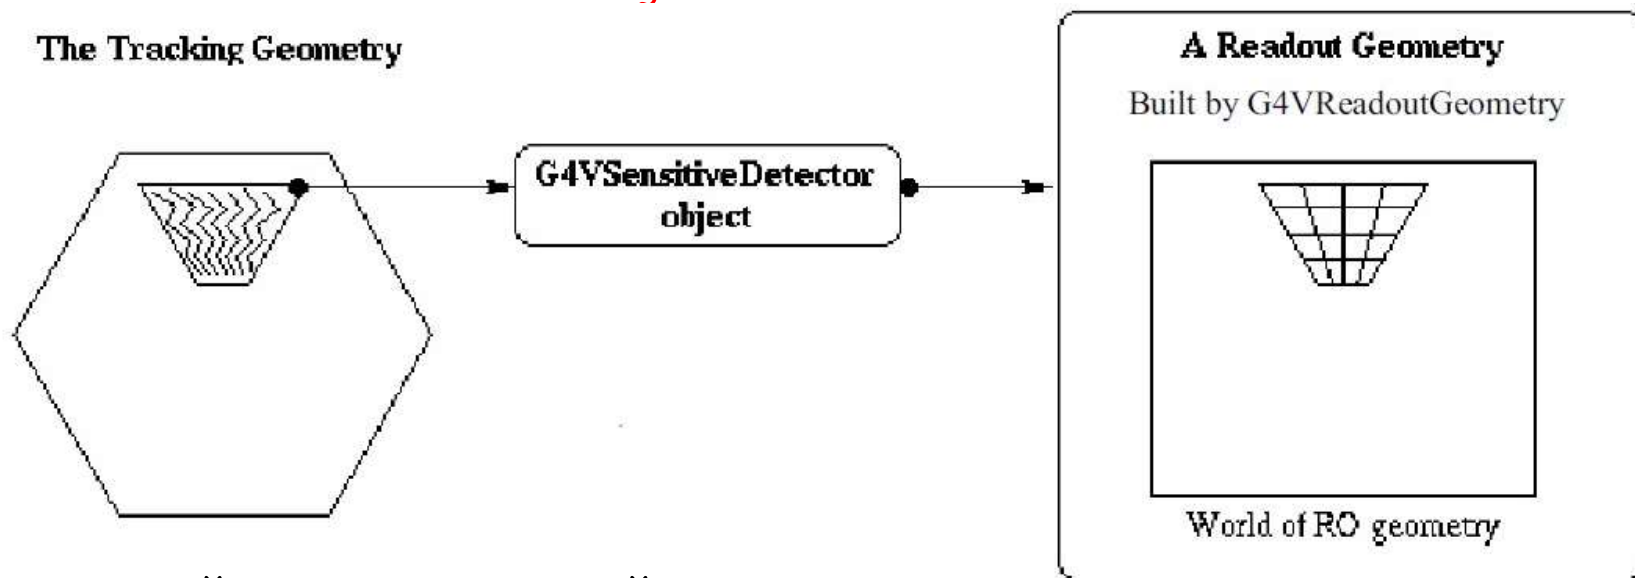 The Tracking Geometry
G4VSensitiveDetector
object
A Readout Geometry
Built by G4VReadoutGeometry
World of RO geometry